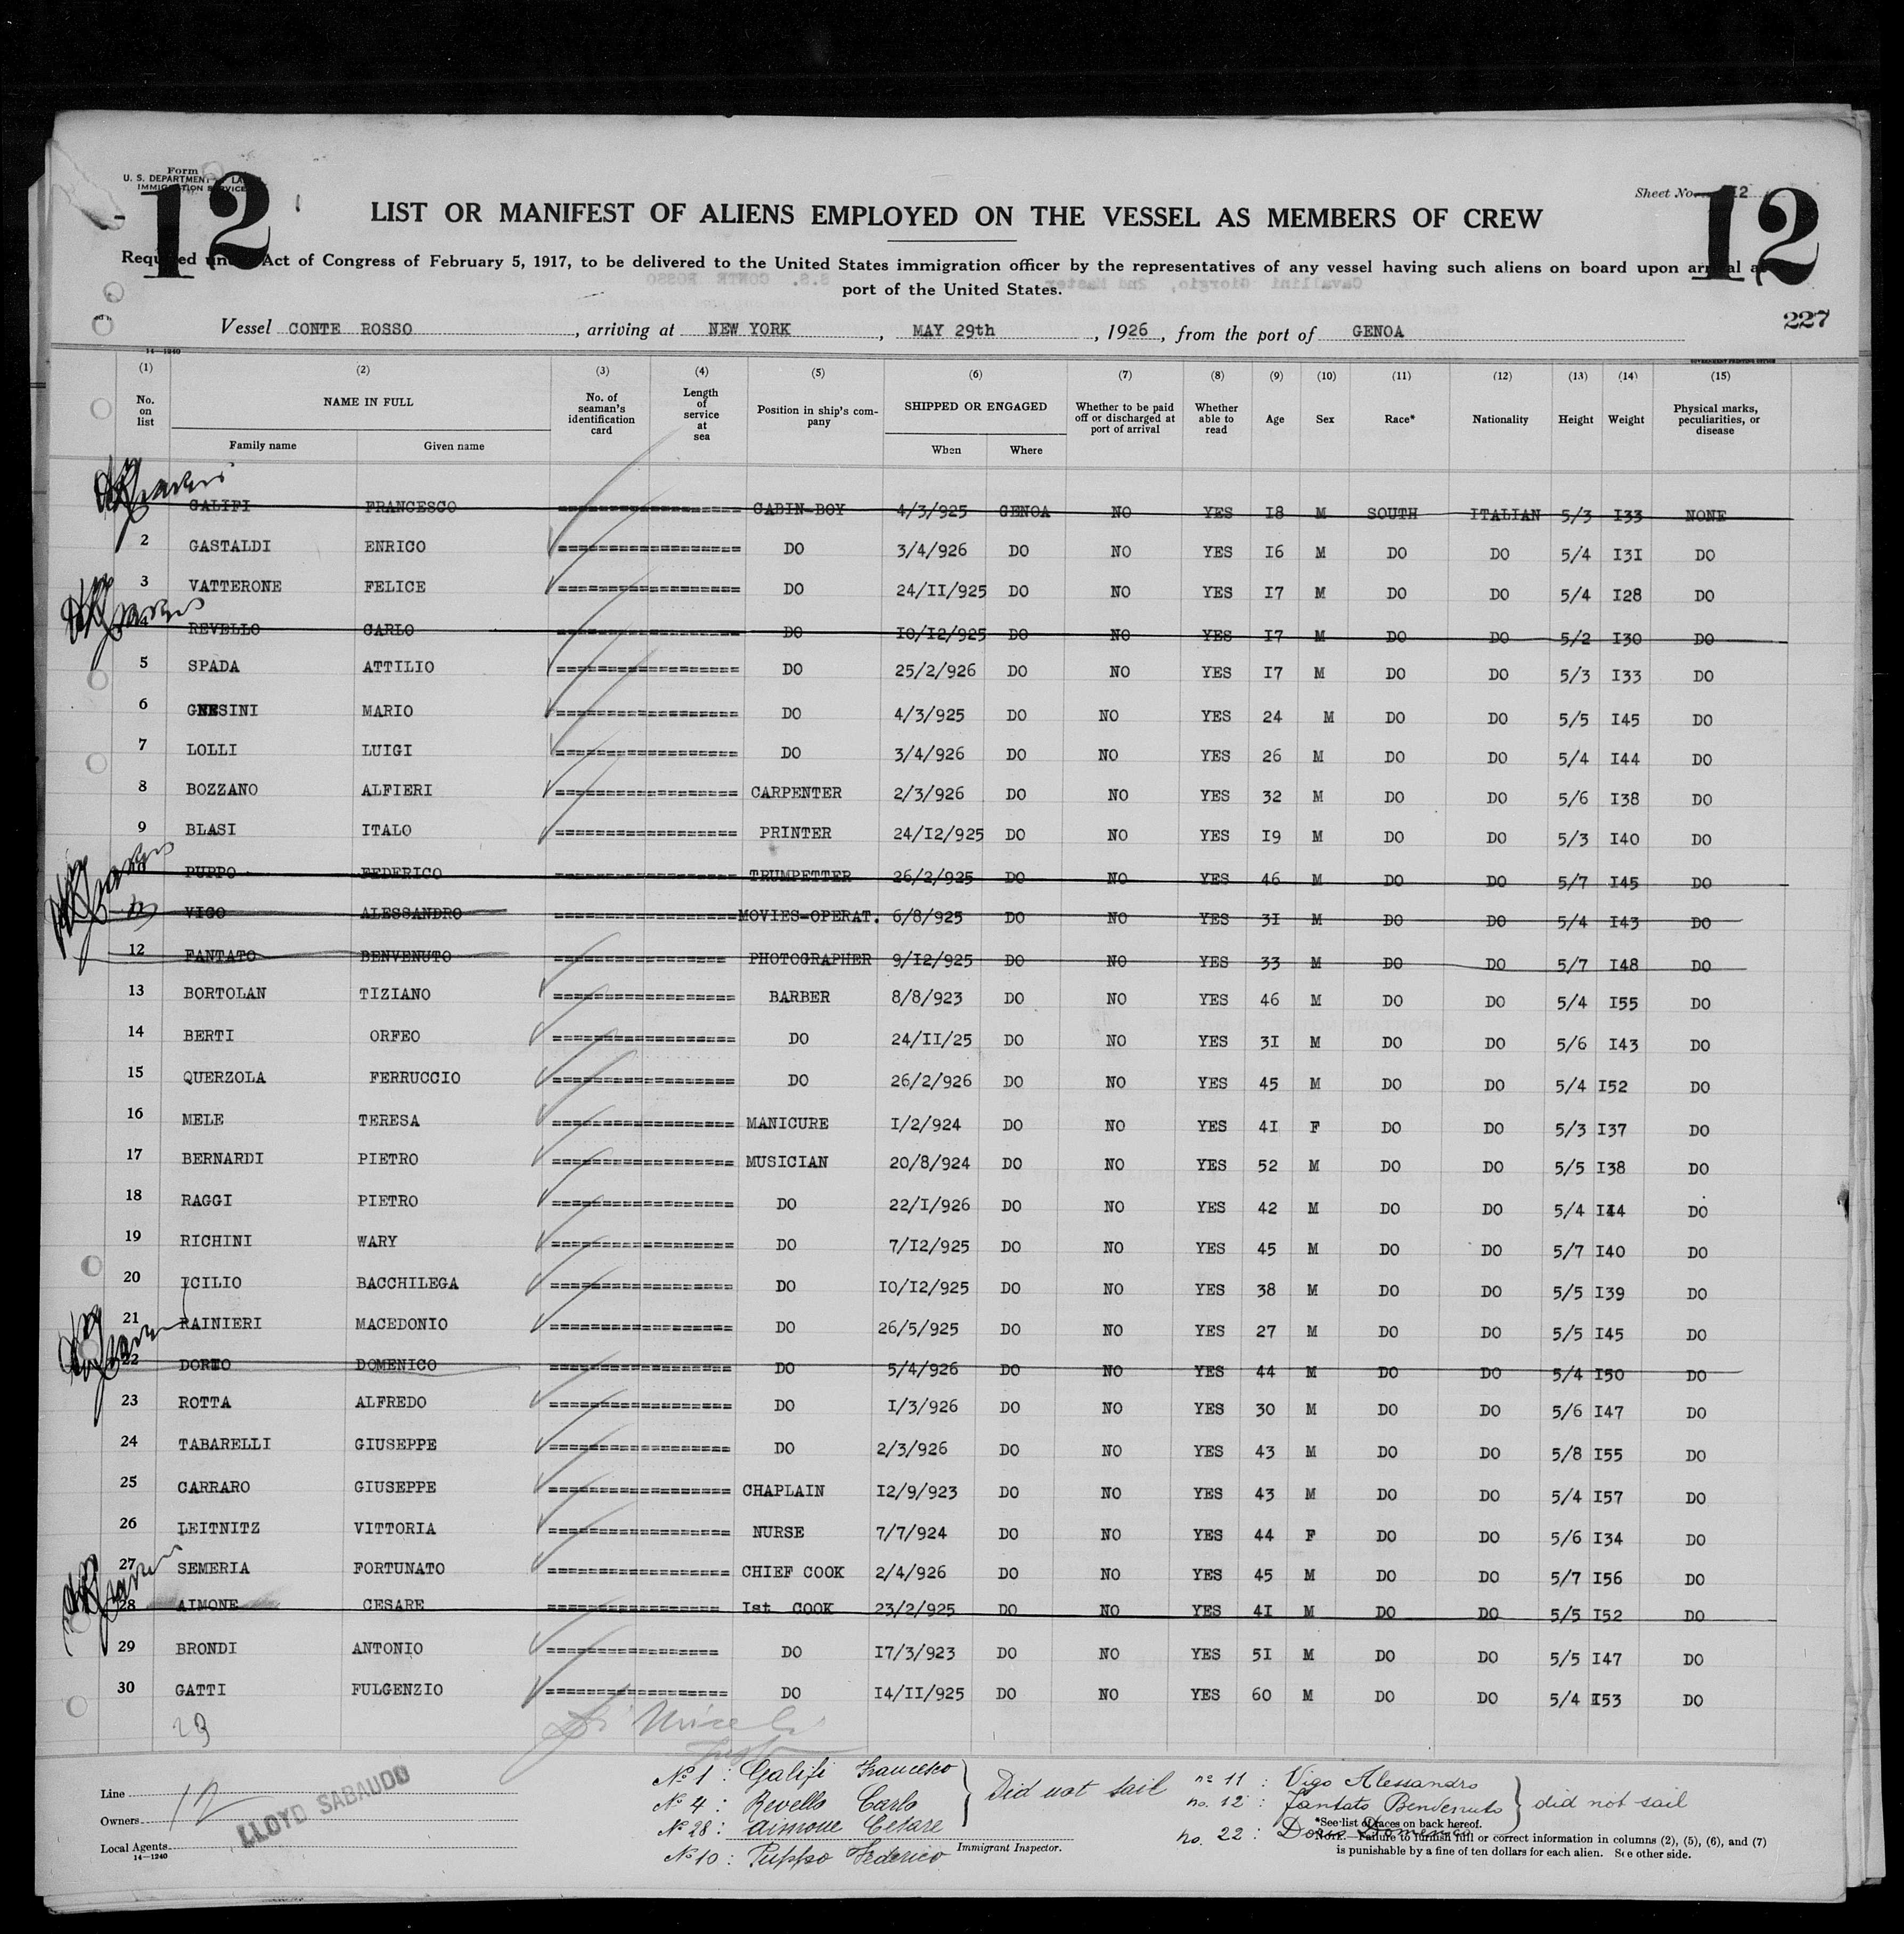 Form
U. S. DEPARTMENT OF LABOR
IMMIGRATION SERVICE
12
Sheet No. 12
12
LIST OR MANIFEST OF ALIENS EMPLOYED ON THE VESSEL AS MEMBERS OF CREW
Required under Act of Congress of February 5, 1917, to be delivered to the United States immigration officer by the representatives of any vessel having such aliens on board upon arrival at
port of the United States.
Vessel CONTE ROSSO, arriving at NEW YORK, MAY 29th, 1926, from the port of GENOA
227
14—1240
GOVERNMENT PRINTING OFFICE
(1) (2) (3) (4) (5) (6) (7) (8) (9) (10) (11) (12) (13) (14) (15)
No. on list NAME IN FULL No. of seaman's identification card Length of service at sea Position in ship's company SHIPPED OR ENGAGED Whether to be paid off or discharged at port of arrival Whether able to read Age Sex Race* Nationality Height Weight Physical marks, peculiarities, or disease
Family name Given name When Where
GALIFI FRANCESCO CABIN-BOY 4/3/925 GENOA NO YES I8 M SOUTH ITALIAN 5/3 I33 NONE
2 GASTALDI ENRICO DO 3/4/926 DO NO YES I6 M DO DO 5/4 I3I DO
3 VATTERONE FELICE DO 24/II/925 DO NO YES I7 M DO DO 5/4 I28 DO
REVELLO CARLO DO I0/I2/925 DO NO YES I7 M DO DO 5/2 I30 DO
5 SPADA ATTILIO DO 25/2/926 DO NO YES I7 M DO DO 5/3 I33 DO
6 GNESINI MARIO DO 4/3/925 DO NO YES 24 M DO DO 5/5 I45 DO
7 LOLLI LUIGI DO 3/4/926 DO NO YES 26 M DO DO 5/4 I44 DO
8 BOZZANO ALFIERI CARPENTER 2/3/926 DO NO YES 32 M DO DO 5/6 I38 DO
9 BLASI ITALO PRINTER 24/I2/925 DO NO YES I9 M DO DO 5/3 I40 DO
10 PUPPO FEDERICO TRUMPETTER 26/2/925 DO NO YES 46 M DO DO 5/7 I45 DO
11 VIGO ALESSANDRO MOVIES-OPERAT. 6/8/925 DO NO YES 3I M DO DO 5/4 I43 DO
12 FANTATO BENVENUTO PHOTOGRAPHER 9/I2/925 DO NO YES 33 M DO DO 5/7 I48 DO
13 BORTOLAN TIZIANO BARBER 8/8/923 DO NO YES 46 M DO DO 5/4 I55 DO
14 BERTI ORFEO DO 24/II/25 DO NO YES 3I M DO DO 5/6 I43 DO
15 QUERZOLA FERRUCCIO DO 26/2/926 DO NO YES 45 M DO DO 5/4 I52 DO
16 MELE TERESA MANICURE I/2/924 DO NO YES 4I F DO DO 5/3 I37 DO
17 BERNARDI PIETRO MUSICIAN 20/8/924 DO NO YES 52 M DO DO 5/5 I38 DO
18 RAGGI PIETRO DO 22/I/926 DO NO YES 42 M DO DO 5/4 I44 DO
19 RICHINI WARY DO 7/I2/925 DO NO YES 45 M DO DO 5/7 I40 DO
20 ICILIO BACCHILEGA DO I0/I2/925 DO NO YES 38 M DO DO 5/5 I39 DO
21 RAINIERI MACEDONIO DO 26/5/925 DO NO YES 27 M DO DO 5/5 I45 DO
22 DORIO DOMENICO DO 5/4/926 DO NO YES 44 M DO DO 5/4 I50 DO
23 ROTTA ALFREDO DO I/3/926 DO NO YES 30 M DO DO 5/6 I47 DO
24 TABARELLI GIUSEPPE DO 2/3/926 DO NO YES 43 M DO DO 5/8 I55 DO
25 CARRARO GIUSEPPE CHAPLAIN I2/9/923 DO NO YES 43 M DO DO 5/4 I57 DO
26 LEITNITZ VITTORIA NURSE 7/7/924 DO NO YES 44 F DO DO 5/6 I34 DO
27 SEMERIA FORTUNATO CHIEF COOK 2/4/926 DO NO YES 45 M DO DO 5/7 I56 DO
28 AIMONE CESARE Ist COOK 23/2/925 DO NO YES 4I M DO DO 5/5 I52 DO
29 BRONDI ANTONIO DO I7/3/923 DO NO YES 5I M DO DO 5/5 I47 DO
30 GATTI FULGENZIO DO I4/II/925 DO NO YES 60 M DO DO 5/4 I53 DO
23
Line
Owners
12
LLOYD SABAUDO
Local Agents
14—1240
No 1 : Galifi Francesco
No 4 : Revello Carlo
No 28 : Aimone Cesare
No 10 : Puppo Federico
Did not sail
Immigrant Inspector.
no 11 : Vigo Alessandro
no. 12 : Fantato Benvenuto
no. 22 : Dorio Domenico
did not sail
*See list of races on back hereof.
NOTE.—Failure to furnish full or correct information in columns (2), (5), (6), and (7)
is punishable by a fine of ten dollars for each alien. See other side.